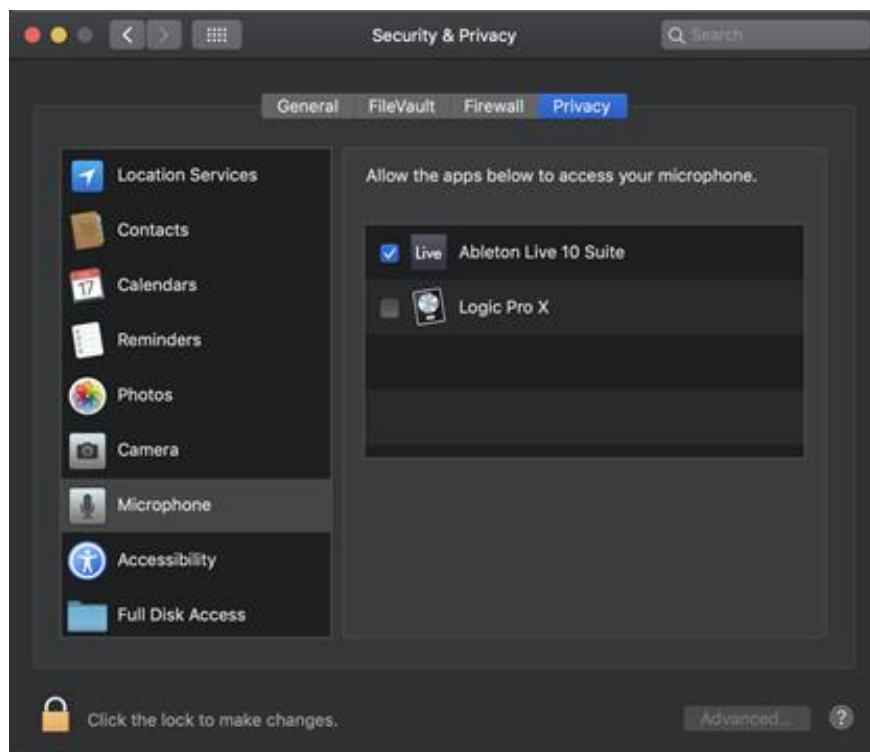 Security & Privacy
Search
General FileVault Firewall Privacy
Location Services
Contacts
17
Calendars
Reminders
Photos
Camera
Microphone
Accessibility
Full Disk Access
Allow the apps below to access your microphone.
Live Ableton Live 10 Suite
Logic Pro X
Click the lock to make changes.
Advanced...
?